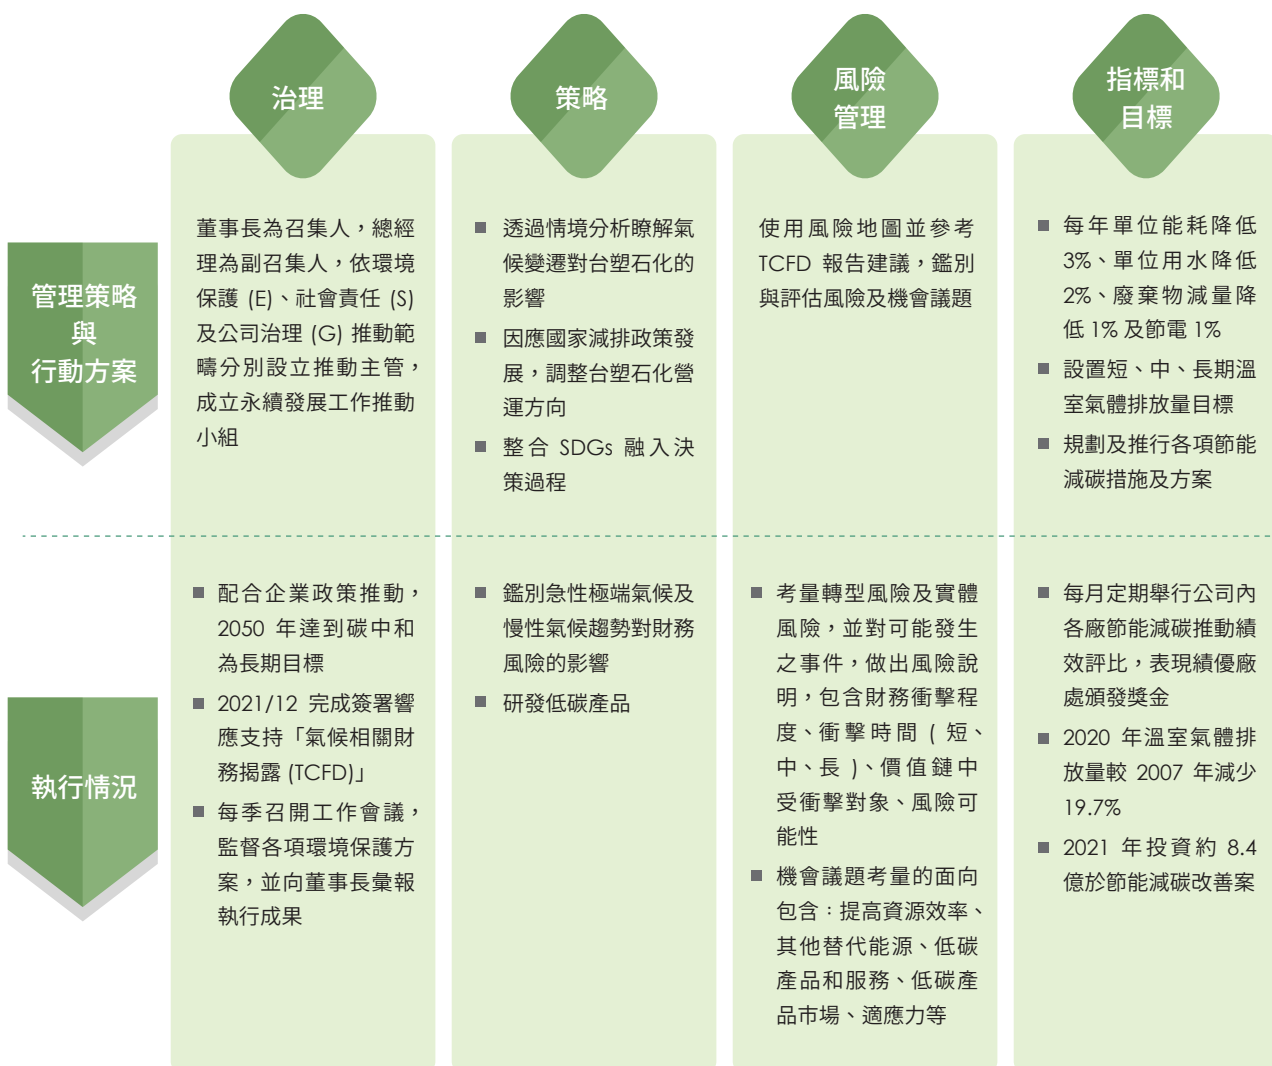 治理
策略
風險
管理
指標和
目標
管理策略
與
行動方案
董事長為召集人，總經
理為副召集人，依環境
保護 (E)、社會責任 (S)
及公司治理 (G) 推動範
疇分別設立推動主管，
成立永續發展工作推動
小組
■ 透過情境分析瞭解氣
候變遷對台塑石化的
影響
■ 因應國家減排政策發
展，調整台塑石化營
運方向
■ 整合 SDGs 融入決
策過程
使用風險地圖並參考
TCFD 報告建議，鑑別
與評估風險及機會議題
■ 每年單位能耗降低
3%、單位用水降低
2%、廢棄物減量降
低 1% 及節電 1%
■ 設置短、中、長期溫
室氣體排放量目標
■ 規劃及推行各項節能
減碳措施及方案
執行情況
■ 配合企業政策推動，
2050 年達到碳中和
為長期目標
■ 2021/12 完成簽署響
應支持「氣候相關財
務揭露 (TCFD)」
■ 每季召開工作會議，
監督各項環境保護方
案，並向董事長彙報
執行成果
■ 鑑別急性極端氣候及
慢性氣候趨勢對財務
風險的影響
■ 研發低碳產品
■ 考量轉型風險及實體
風險，並對可能發生
之事件，做出風險說
明，包含財務衝擊程
度、衝擊時間 ( 短、
中、長 )、價值鏈中
受衝擊對象、風險可
能性
■ 機會議題考量的面向
包含：提高資源效率、
其他替代能源、低碳
產品和服務、低碳產
品市場、適應力等
■ 每月定期舉行公司內
各廠節能減碳推動績
效評比，表現績優廠
處頒發獎金
■ 2020 年溫室氣體排
放量較 2007 年減少
19.7%
■ 2021 年投資約 8.4
億於節能減碳改善案